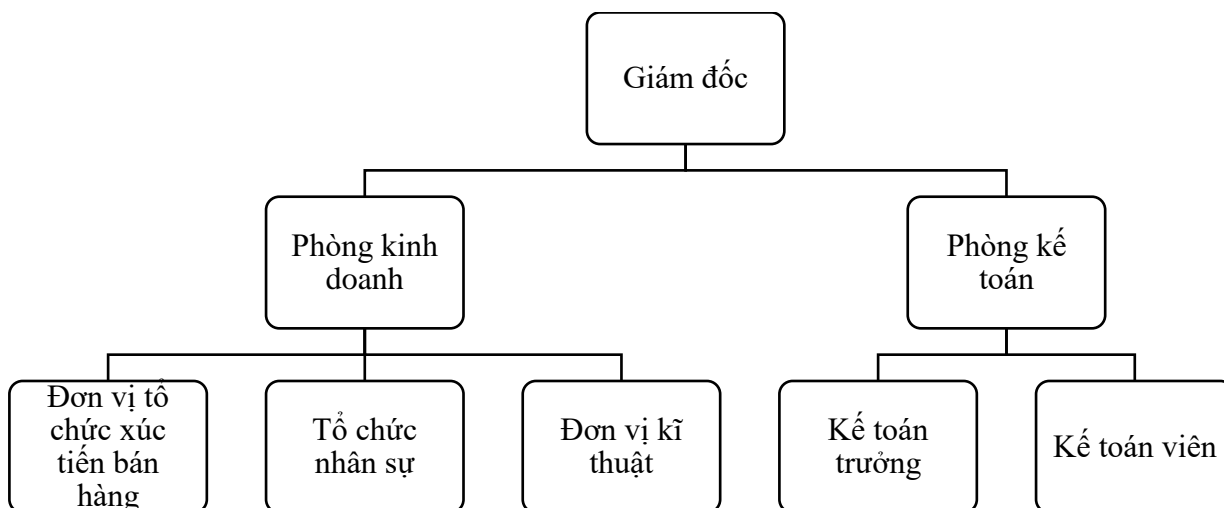 Giám đốc
Phòng kinh
doanh
Phòng kế
toán
Đơn vị tổ
chức xúc
tiến bán
hàng
Tổ chức
nhân sự
Đơn vị kĩ
thuật
Kế toán
trưởng
Kế toán viên